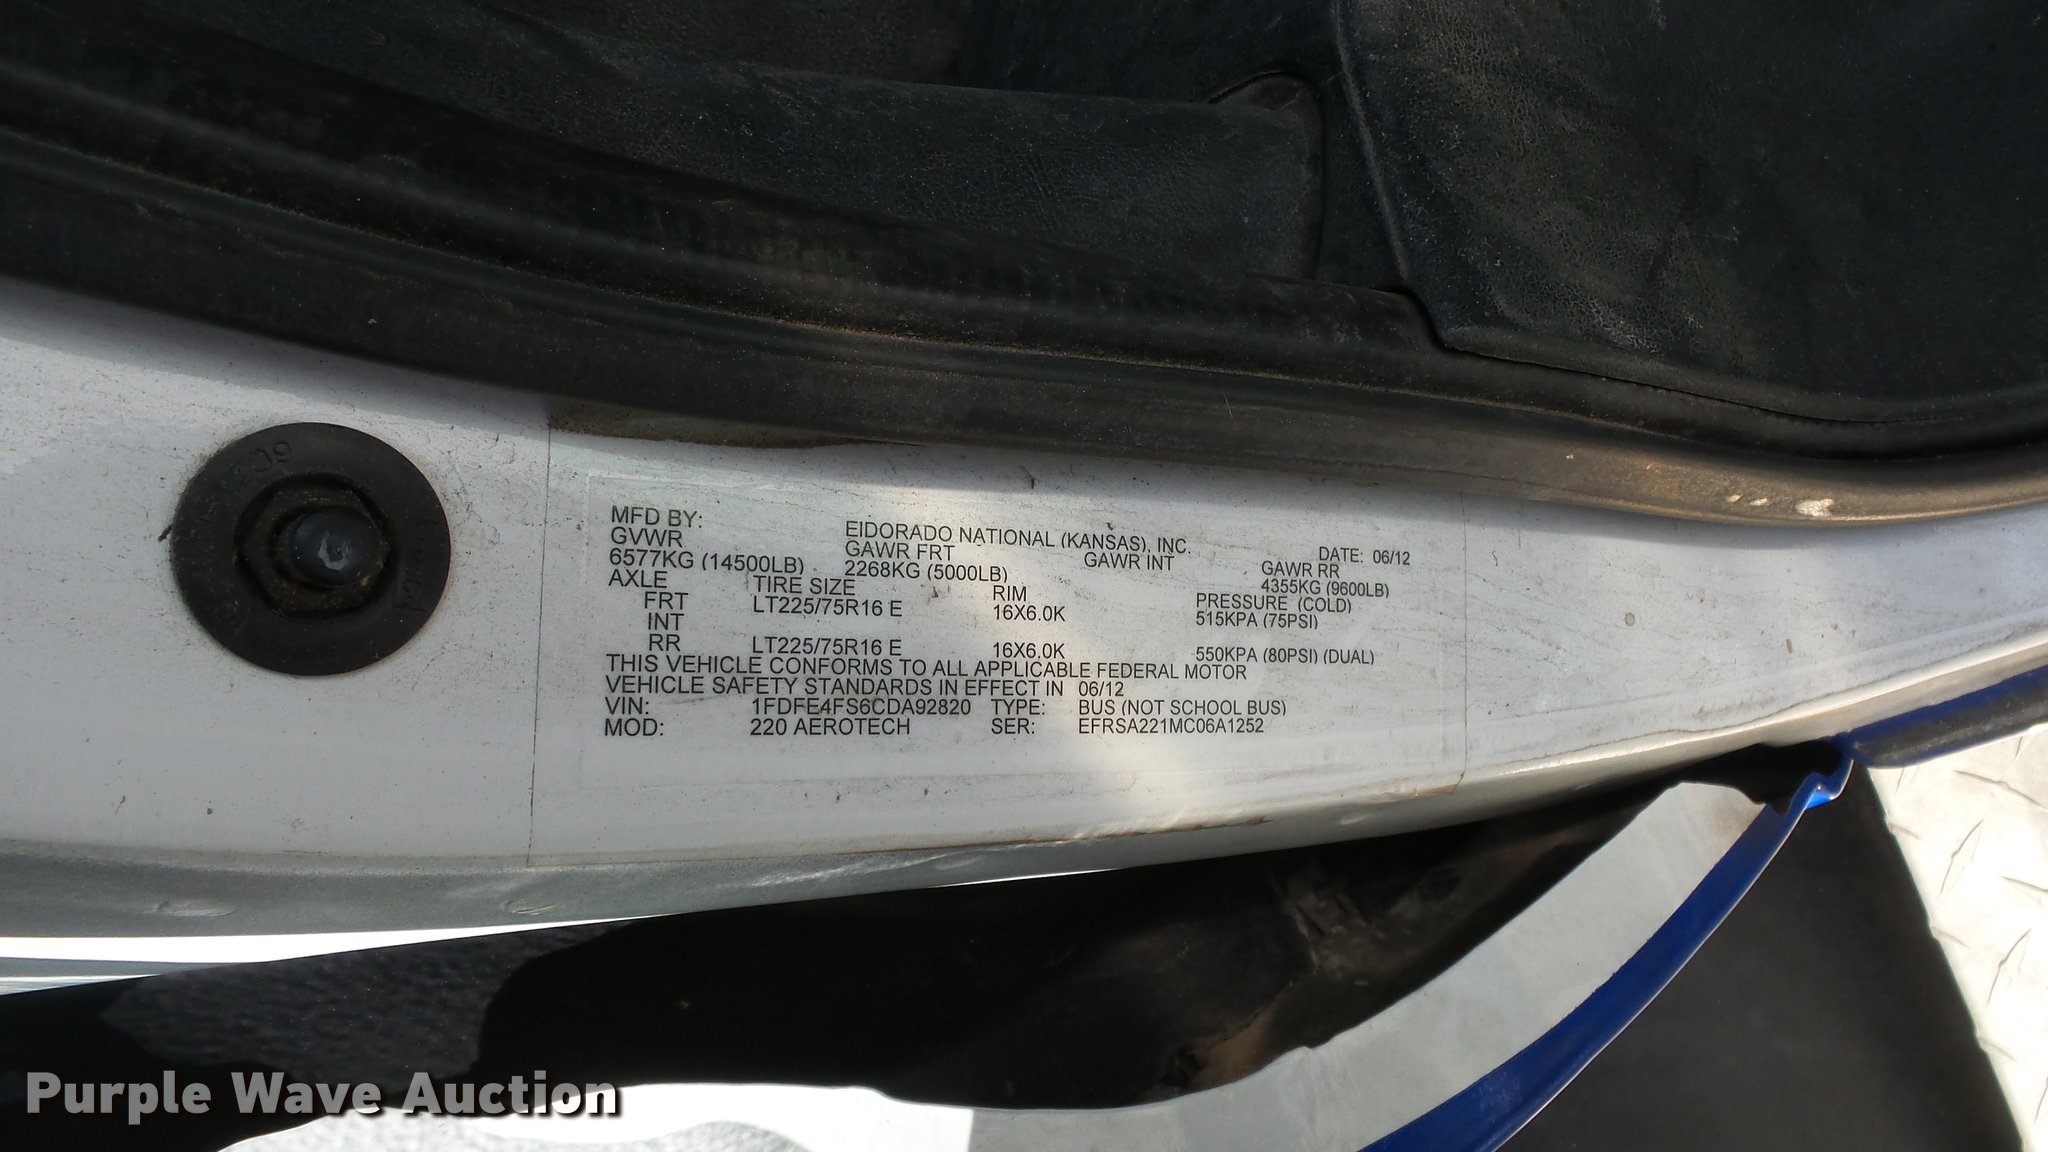 MFD BY: EIDORADO NATIONAL (KANSAS), INC. DATE: 06/12
GVWR GAWR FRT GAWR INT GAWR RR
6577KG (14500LB) 2268KG (5000LB) 4355KG (9600LB)
AXLE TIRE SIZE RIM PRESSURE (COLD)
FRT LT225/75R16 E 16X6.0K 515KPA (75PSI)
INT
RR LT225/75R16 E 16X6.0K 550KPA (80PSI) (DUAL)
THIS VEHICLE CONFORMS TO ALL APPLICABLE FEDERAL MOTOR
VEHICLE SAFETY STANDARDS IN EFFECT IN 06/12
VIN: 1FDFE4FS6CDA92820 TYPE: BUS (NOT SCHOOL BUS)
MOD: 220 AEROTECH SER: EFRSA221MC06A1252
Purple Wave Auction